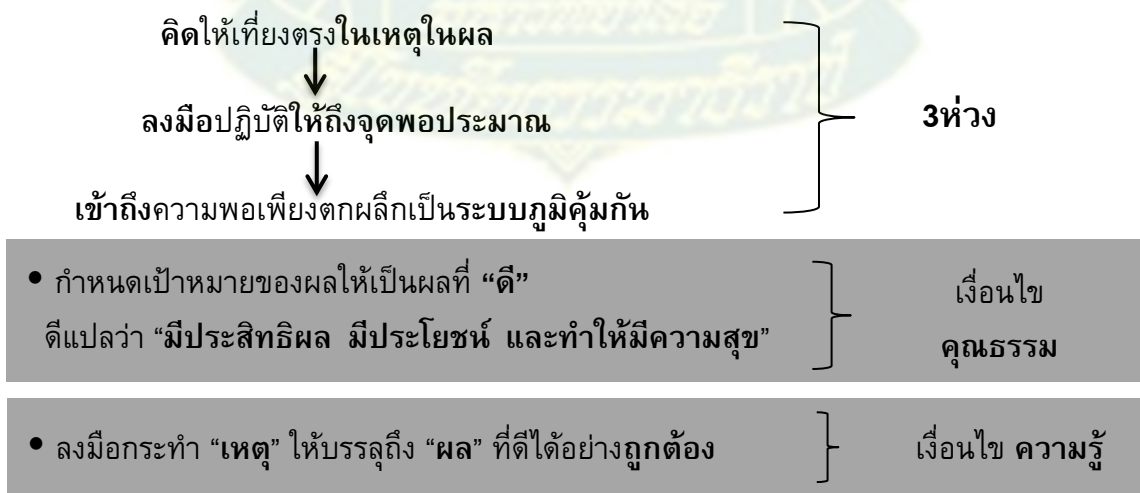 คิดให้เที่ยงตรงในเหตุในผล
ลงมือปฏิบัติให้ถึงจุดพอประมาณ
3ห่วง
เข้าถึงความพอเพียงตกผลึกเป็นระบบภูมิคุ้มกัน
• กำหนดเป้าหมายของผลให้เป็นผลที่ “ดี”
ดีแปลว่า “มีประสิทธิผล มีประโยชน์ และทำให้มีความสุข”
เงื่อนไข
คุณธรรม
• ลงมือกระทำ “เหตุ” ให้บรรลุถึง “ผล” ที่ดีได้อย่างถูกต้อง
เงื่อนไข ความรู้